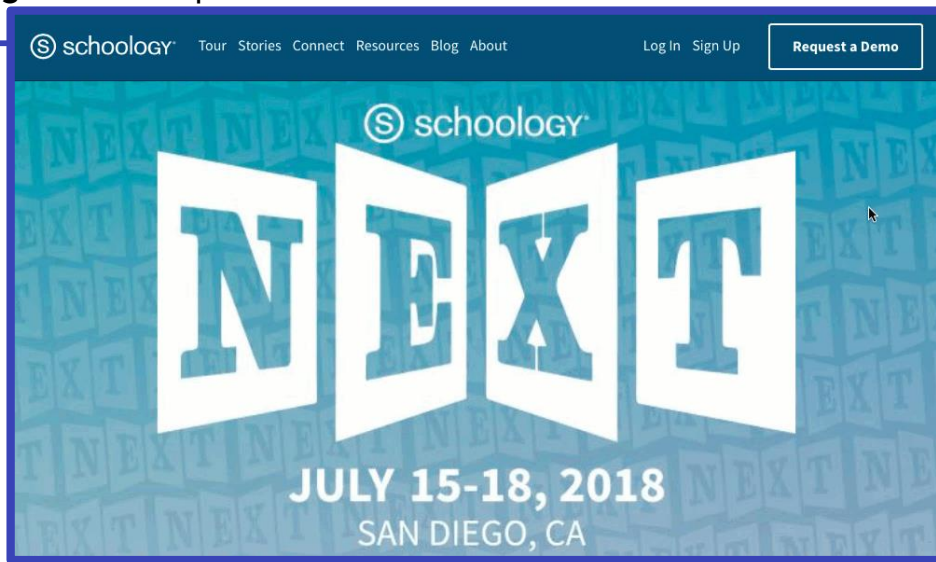 schoology
Tour Stories Connect Resources Blog About Log In Sign Up Request a Demo
schoology
NEXT
JULY 15-18, 2018
SAN DIEGO, CA